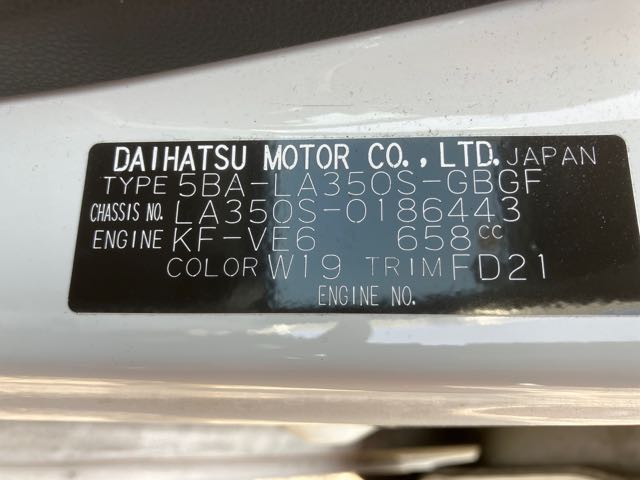 DAIHATSU MOTOR CO.,LTD. JAPAN
TYPE 5BA-LA350S-GBGF
CHASSIS NO. LA350S-0186443
ENGINE KF-VE6 658CC
COLOR W19 TRIM FD21
ENGINE NO.